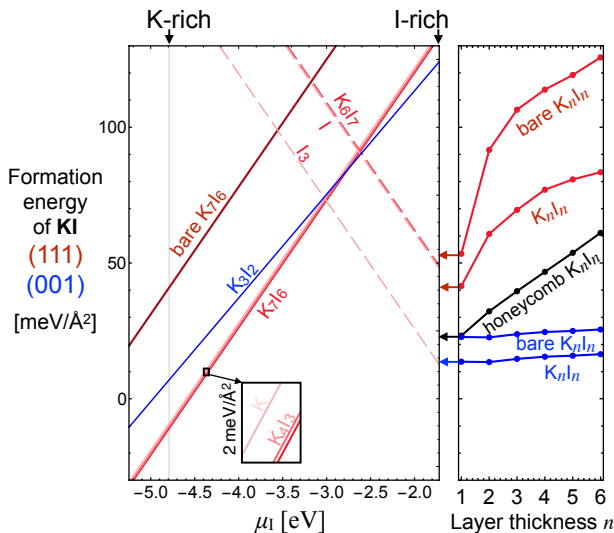 K-rich
I-rich
Formation
energy
of KI
(111)
(001)
[meV/Å²]
100
50
0
bare K₇I₆
K₃I₂
K₇I₆
K₆I₇
I
I₃
2 meV/Å²
K
K₄I₃
−5.0 −4.5 −4.0 −3.5 −3.0 −2.5 −2.0
μ_I [eV]
bare KₙIₙ
KₙIₙ
honeycomb KₙIₙ
bare KₙIₙ
KₙIₙ
1 2 3 4 5 6
Layer thickness n